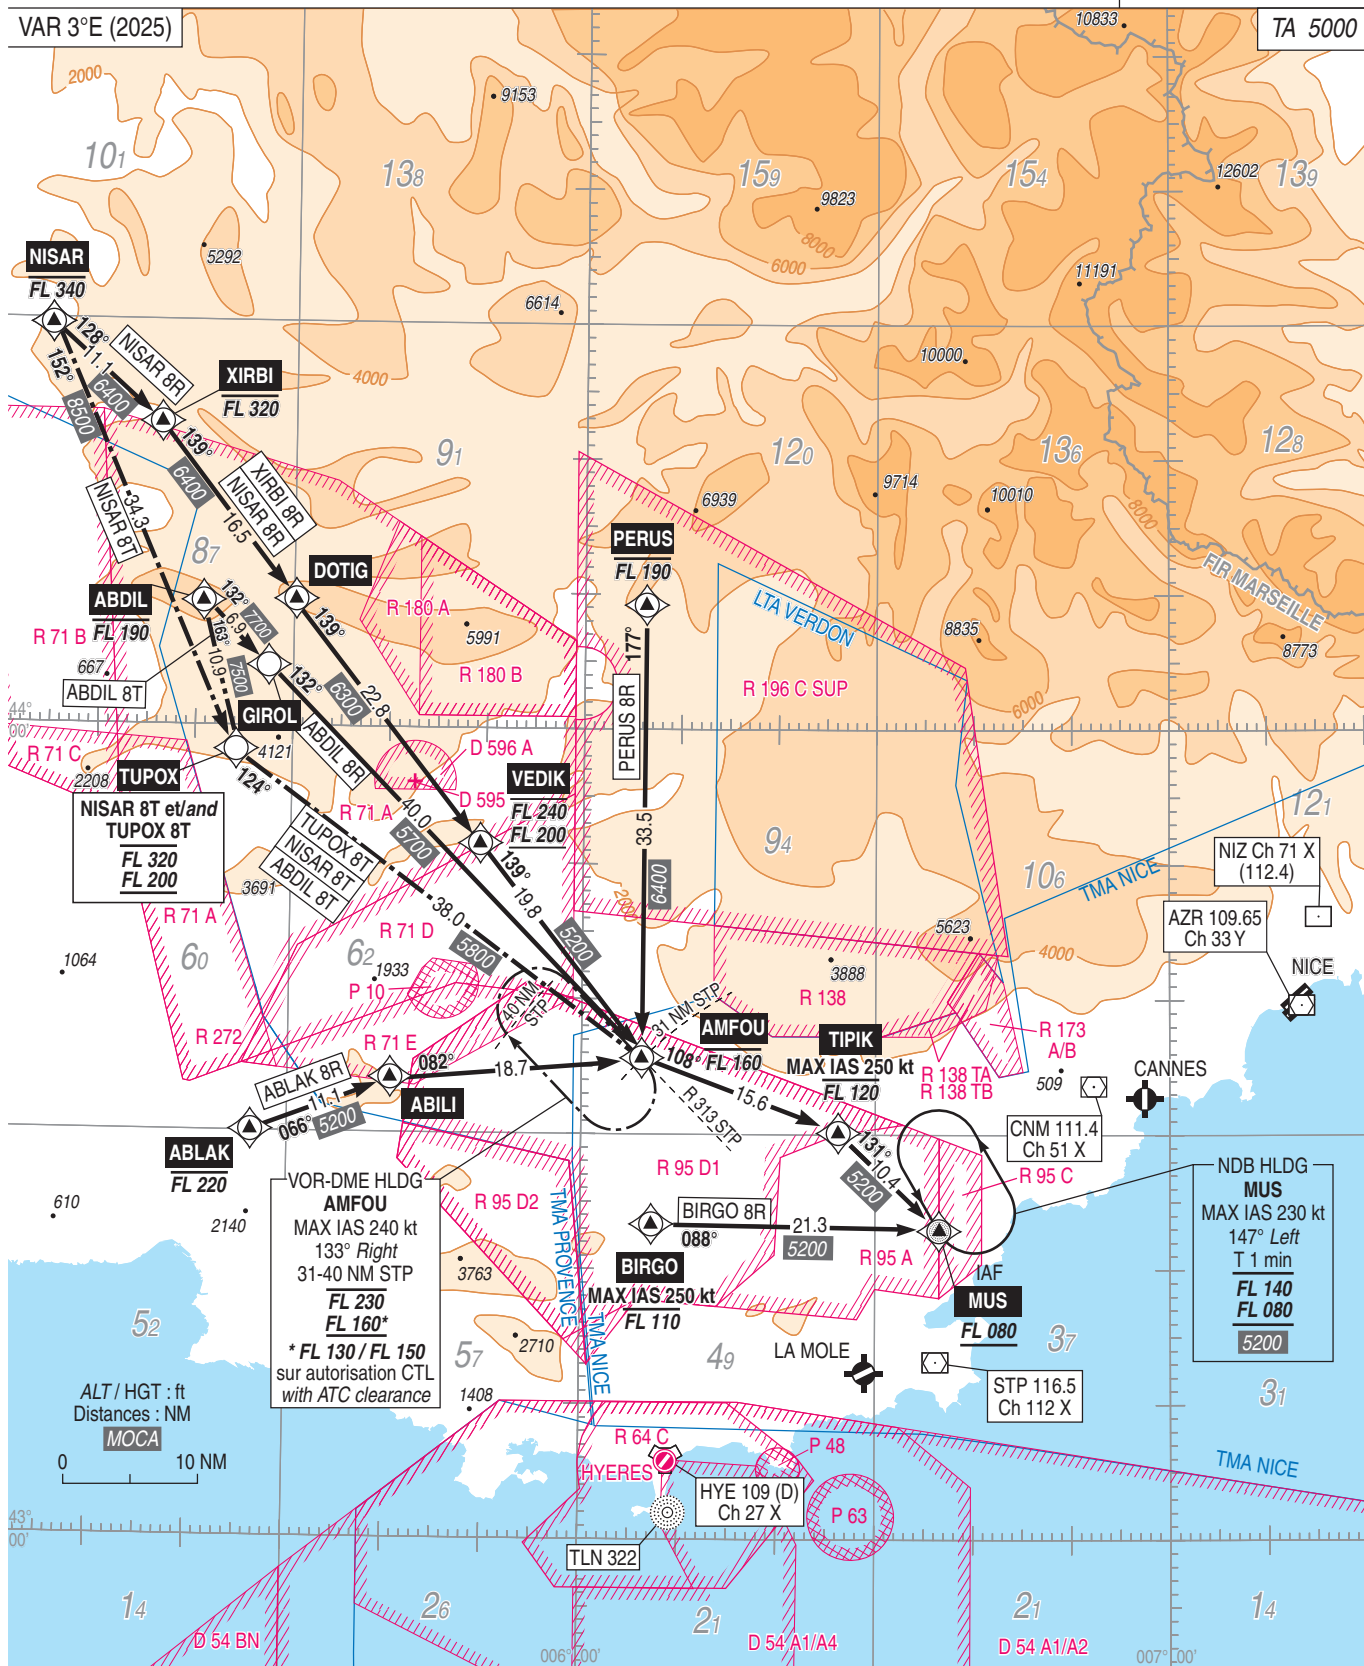 VAR 3°E (2025)
TA 5000
10833
2000
9153
10₁
13₈
15₉
15₄
12602
13₉
9823
8000
6000
5292
NISAR
FL 340
11191
6614
128°
11.1
6400
NISAR 8R
152°
8500
XIRBI
FL 320
4000
10000
139°
6400
XIRBI 8R
NISAR 8R
16.5
9₁
12₀
13₆
12₈
34.3
NISAR 8T
6939
9714
10010
8000
8₇
PERUS
FL 190
FIR MARSEILLE
DOTIG
ABDIL
FL 190
132°
7700
6.9
163°
10.9
7500
139°
R 180 A
5991
R 180 B
LTA VERDON
8835
8773
R 71 B
667
ABDIL 8T
132°
22.8
6300
177°
PERUS 8R
R 196 C SUP
6000
44°
00'
GIROL
ABDIL 8R
R 71 C
2208
4121
TUPOX
124°
D 596 A
D 595
VEDIK
FL 240
FL 200
NISAR 8T et/and
TUPOX 8T
FL 320
FL 200
R 71 A
40.0
5700
33.5
6400
12₁
9₄
10₆
TMA NICE
NIZ Ch 71 X
(112.4)
139°
19.8
5200
TUPOX 8T
NISAR 8T
ABDIL 8T
3691
R 71 A
38.0
5800
2000
AZR 109.65
Ch 33 Y
R 71 D
6₀
6₂
1064
1933
P 10
5623
4000
3888
NICE
R 138
40 NM
STP
31 NM STP
R 272
R 71 E
082°
18.7
AMFOU
FL 160
108°
TIPIK
MAX IAS 250 kt
FL 120
R 173
A/B
R 138 TA
R 138 TB
509
CANNES
ABLAK 8R
11.1
066°
5200
ABILI
R 313 STP
15.6
CNM 111.4
Ch 51 X
ABLAK
FL 220
131°
10.4
5200
R 95 D1
R 95 C
R 95 D2
610
2140
VOR-DME HLDG
AMFOU
MAX IAS 240 kt
133° Right
31-40 NM STP
FL 230
FL 160*
* FL 130 / FL 150
sur autorisation CTL
with ATC clearance
NDB HLDG
MUS
MAX IAS 230 kt
147° Left
T 1 min
FL 140
FL 080
5200
BIRGO 8R
21.3
088°
5200
R 95 A
TMA PROVENCE
TMA NICE
3763
BIRGO
MAX IAS 250 kt
FL 110
IAF
MUS
FL 080
5₂
5₇
2710
4₉
3₇
3₁
LA MOLE
STP 116.5
Ch 112 X
1408
ALT / HGT : ft
Distances : NM
MOCA
0
10 NM
R 64 C
HYERES
P 48
HYE 109 (D)
Ch 27 X
P 63
TMA NICE
43°
00'
TLN 322
1₄
2₆
2₁
2₁
1₄
D 54 BN
D 54 A1/A4
D 54 A1/A2
006° 00'
007° 00'